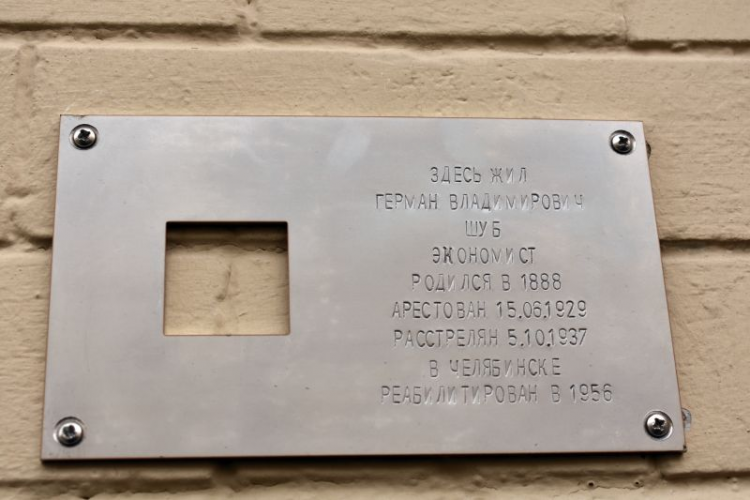 ЗДЕСЬ ЖИЛ
ГЕРМАН ВЛАДИМИРОВИЧ
ШУБ
ЭКОНОМИСТ
РОДИЛСЯ В 1888
АРЕСТОВАН 15.06.1929
РАССТРЕЛЯН 5.10.1937
В ЧЕЛЯБИНСКЕ
РЕАБИЛИТИРОВАН В 1956